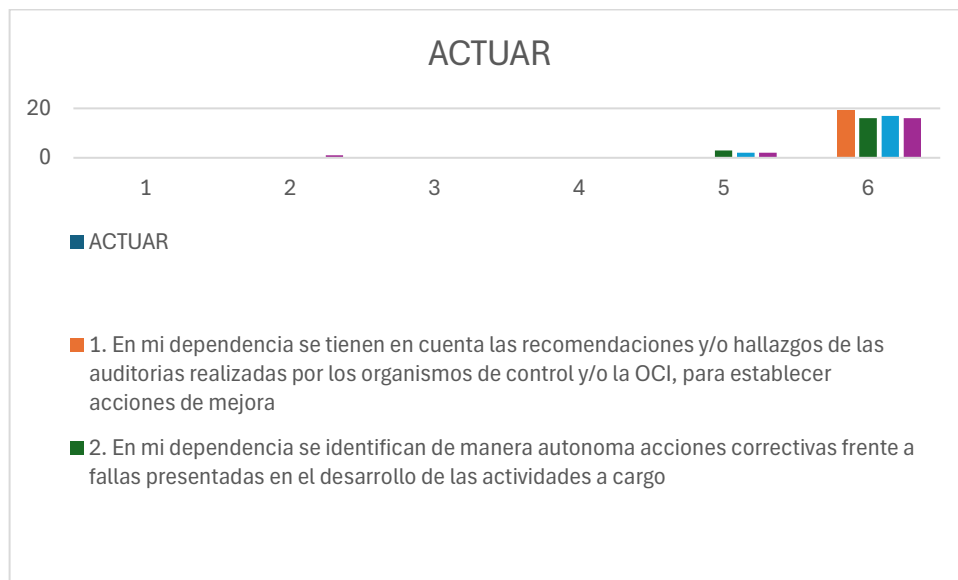 ACTUAR
20
0
1 2 3 4 5 6
ACTUAR
1. En mi dependencia se tienen en cuenta las recomendaciones y/o hallazgos de las
auditorias realizadas por los organismos de control y/o la OCI, para establecer
acciones de mejora
2. En mi dependencia se identifican de manera autonoma acciones correctivas frente a
fallas presentadas en el desarrollo de las actividades a cargo